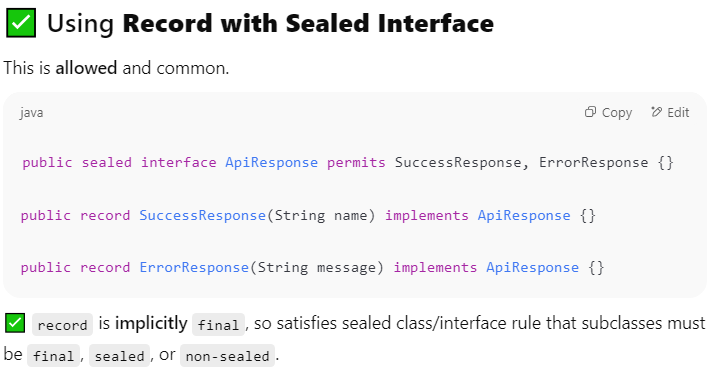 ✅ Using Record with Sealed Interface
This is allowed and common.
java Copy Edit
public sealed interface ApiResponse permits SuccessResponse, ErrorResponse {}
public record SuccessResponse(String name) implements ApiResponse {}
public record ErrorResponse(String message) implements ApiResponse {}
✅ record is implicitly final, so satisfies sealed class/interface rule that subclasses must
be final, sealed, or non-sealed.